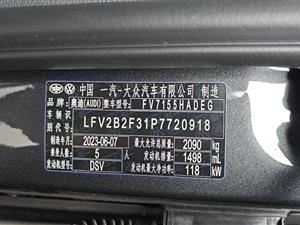 中国 一汽-大众汽车有限公司 制造
品牌 奥迪(AUDI) 整车型号 FV7155HADEG
车辆识别代号 LFV2B2F31P7720918
制造年月 2023-06-07 最大允许总质量 2090 kg
乘坐人数 5 人 发动机排量 1498 mL
发动机型号 DSV 发动机最大净功率 118 kW